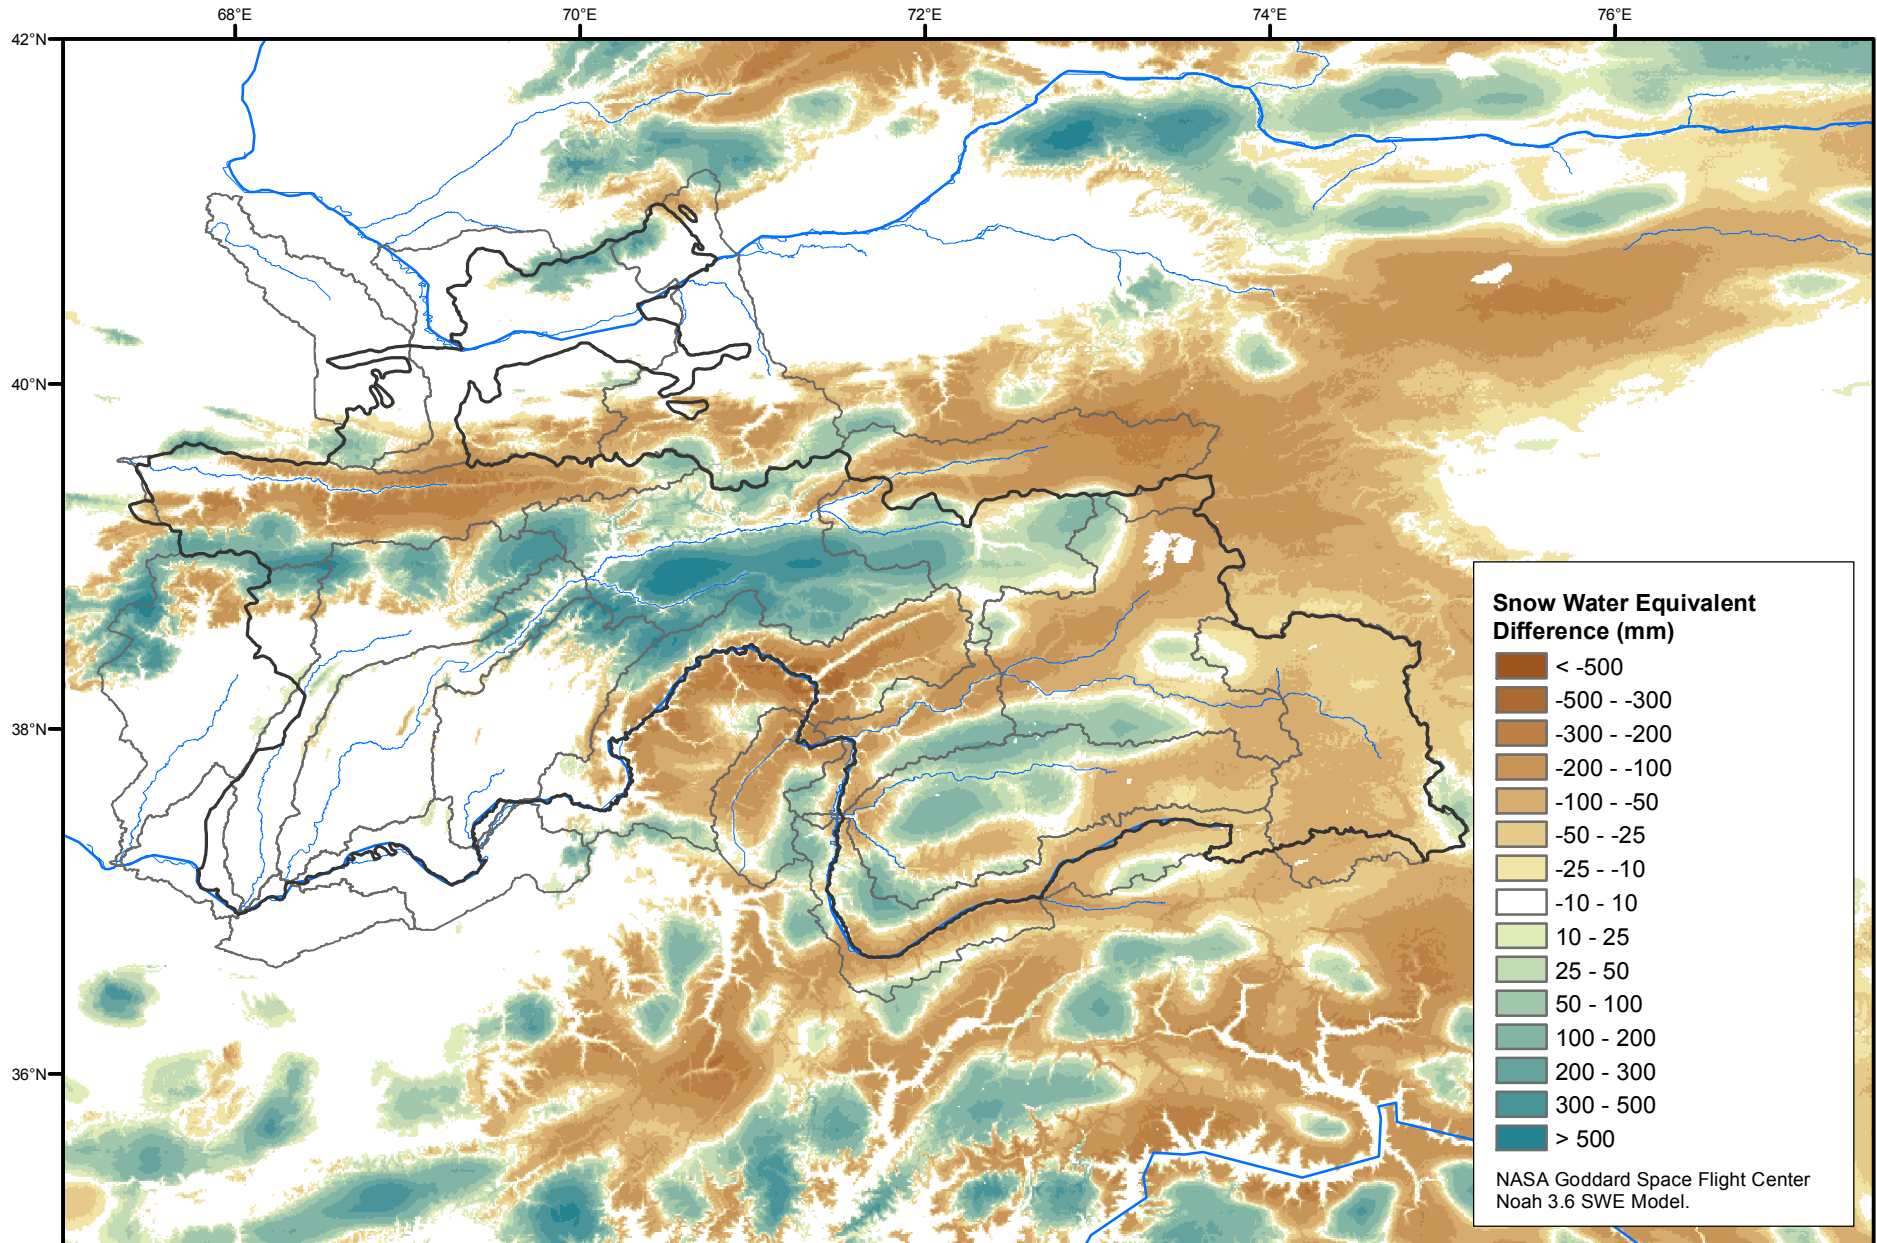 68°E
70°E
72°E
74°E
76°E
42°N
40°N
38°N
36°N
Snow Water Equivalent
Difference (mm)
< -500
-500 - -300
-300 - -200
-200 - -100
-100 - -50
-50 - -25
-25 - -10
-10 - 10
10 - 25
25 - 50
50 - 100
100 - 200
200 - 300
300 - 500
> 500
NASA Goddard Space Flight Center
Noah 3.6 SWE Model.